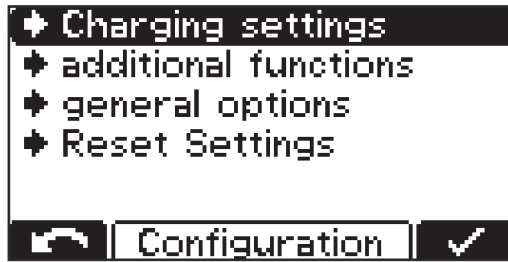 Charging settings
additional functions
general options
Reset Settings
Configuration